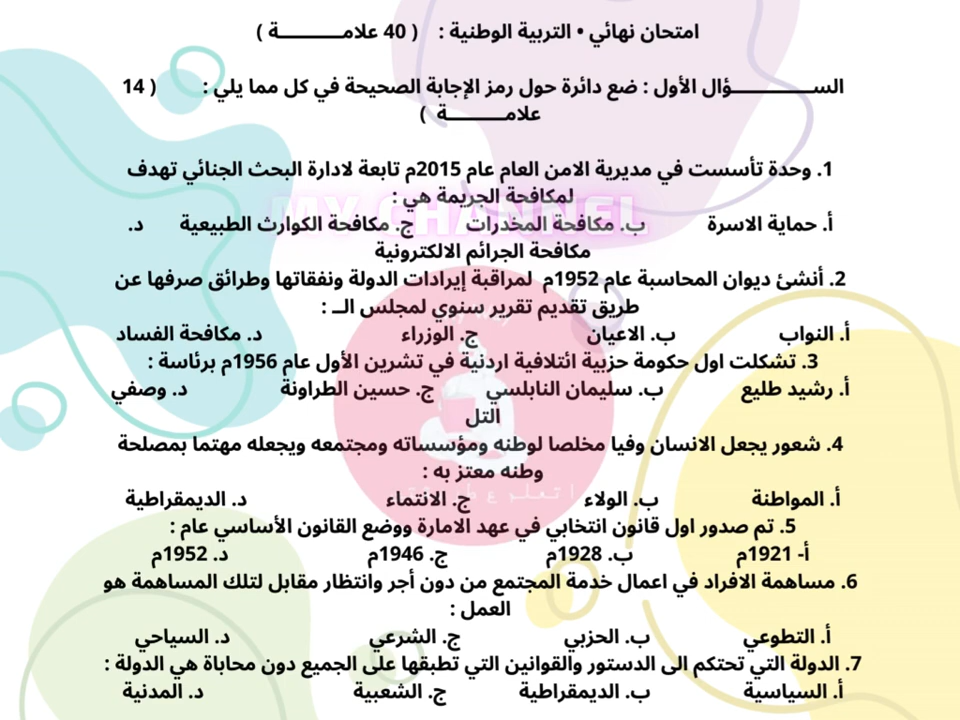 امتحان نهائي • التربية الوطنية : ( 40 علامـــــــــة )
الســـــــــــــؤال الأول : ضع دائرة حول رمز الإجابة الصحيحة في كل مما يلي : ( 14
علامـــــــــة )
1. وحدة تأسست في مديرية الامن العام عام 2015م تابعة لادارة البحث الجنائي تهدف
لمكافحة الجريمة هي :
MY CHANNEL
أ. حماية الاسرة ب. مكافحة المخدرات ج. مكافحة الكوارث الطبيعية د.
مكافحة الجرائم الالكترونية
2. أنشئ ديوان المحاسبة عام 1952م لمراقبة إيرادات الدولة ونفقاتها وطرائق صرفها عن
طريق تقديم تقرير سنوي لمجلس الــ :
أ. النواب ب. الاعيان ج. الوزراء د. مكافحة الفساد
3. تشكلت اول حكومة حزبية ائتلافية اردنية في تشرين الأول عام 1956م برئاسة :
أ. رشيد طليع ب. سليمان النابلسي ج. حسين الطراونة د. وصفي
التل
4. شعور يجعل الانسان وفيا مخلصا لوطنه ومؤسساته ومجتمعه ويجعله مهتما بمصلحة
وطنه معتز به :
أ. المواطنة ب. الولاء ج. الانتماء د. الديمقراطية
5. تم صدور اول قانون انتخابي في عهد الامارة ووضع القانون الأساسي عام :
أ- 1921م ب. 1928م ج. 1946م د. 1952م
6. مساهمة الافراد في اعمال خدمة المجتمع من دون أجر وانتظار مقابل لتلك المساهمة هو
العمل :
أ. التطوعي ب. الحزبي ج. الشرعي د. السياحي
7. الدولة التي تحتكم الى الدستور والقوانين التي تطبقها على الجميع دون محاباة هي الدولة :
أ. السياسية ب. الديمقراطية ج. الشعبية د. المدنية